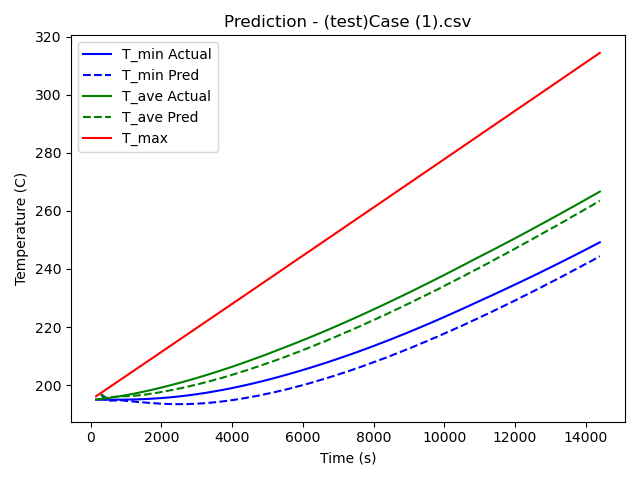 Prediction - (test)Case (1).csv
T_min Actual
T_min Pred
T_ave Actual
T_ave Pred
T_max
Temperature (C)
320
300
280
260
240
220
200
0 2000 4000 6000 8000 10000 12000 14000
Time (s)